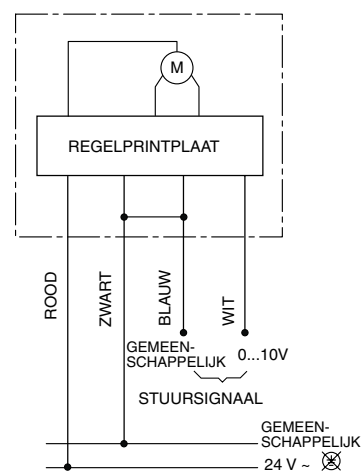 M
REGELPRINTPLAAT
ROOD
ZWART
BLAUW
WIT
GEMEEN-
SCHAPPELIJK
0...10V
STUURSIGNAAL
GEMEEN-
SCHAPPELIJK
24 V ~